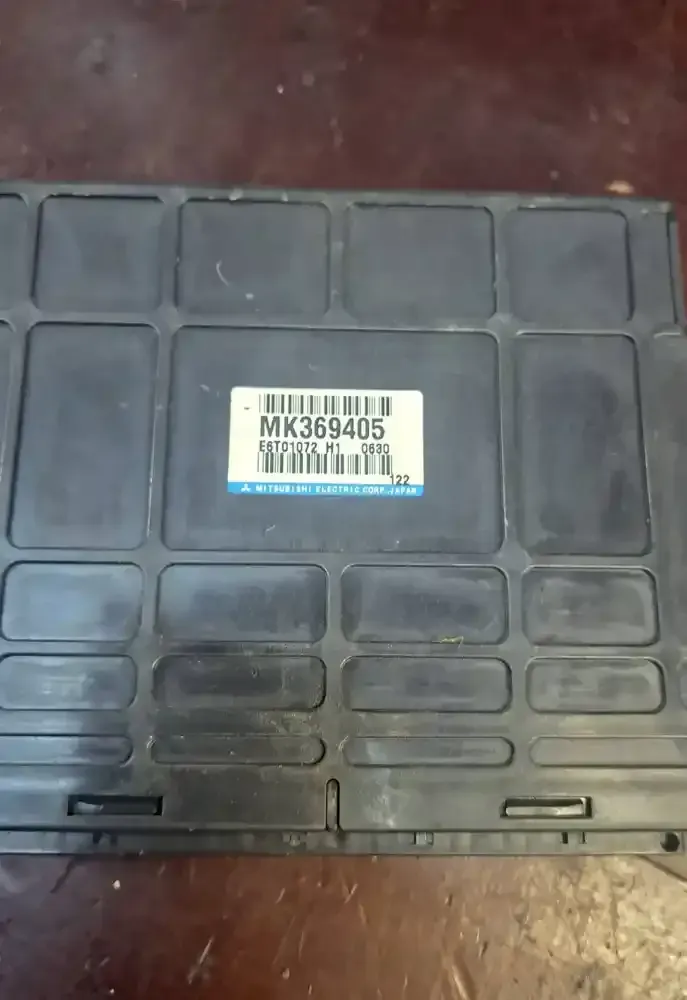 MK369405
E6T01072 H1 0630
122
MITSUBISHI ELECTRIC CORP. JAPAN